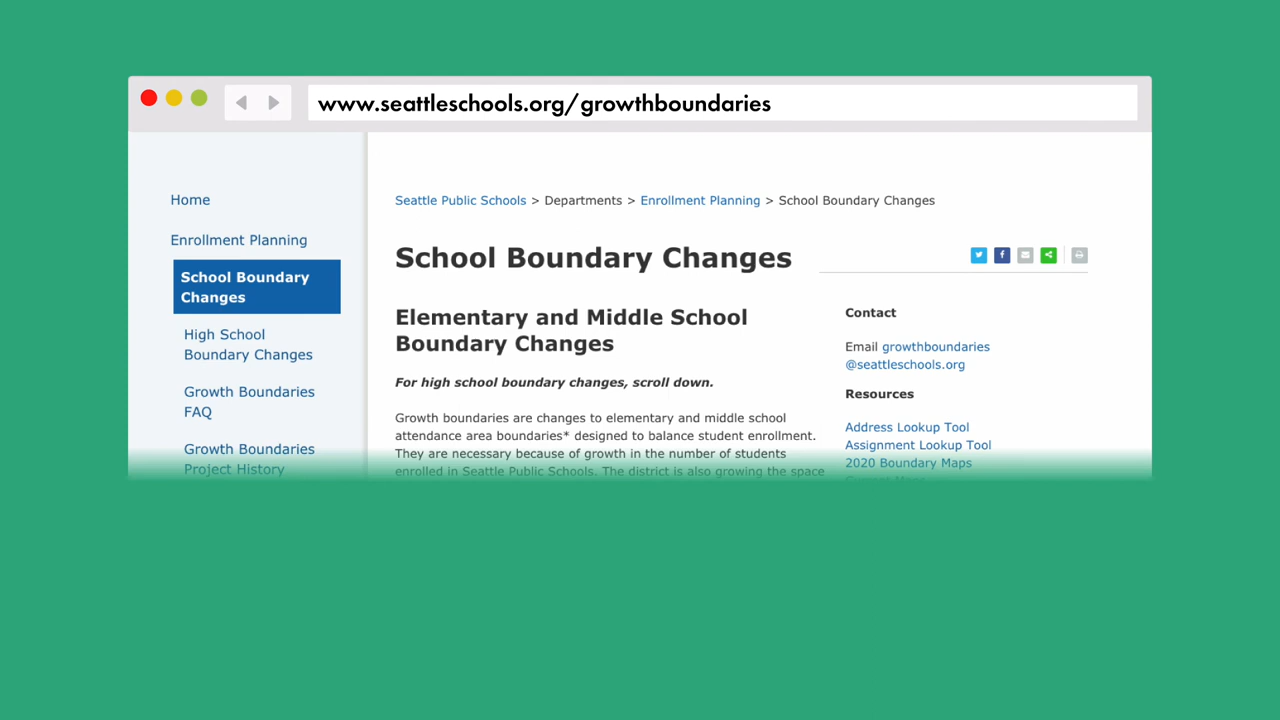 www.seattleschools.org/growthboundaries
Home
Enrollment Planning
School Boundary
Changes
High School
Boundary Changes
Growth Boundaries
FAQ
Growth Boundaries
Project History
Seattle Public Schools > Departments > Enrollment Planning > School Boundary Changes
School Boundary Changes
Elementary and Middle School
Boundary Changes
For high school boundary changes, scroll down.
Growth boundaries are changes to elementary and middle school
attendance area boundaries* designed to balance student enrollment.
They are necessary because of growth in the number of students
enrolled in Seattle Public Schools. The district is also growing the space
Contact
Email growthboundaries
@seattleschools.org
Resources
Address Lookup Tool
Assignment Lookup Tool
2020 Boundary Maps